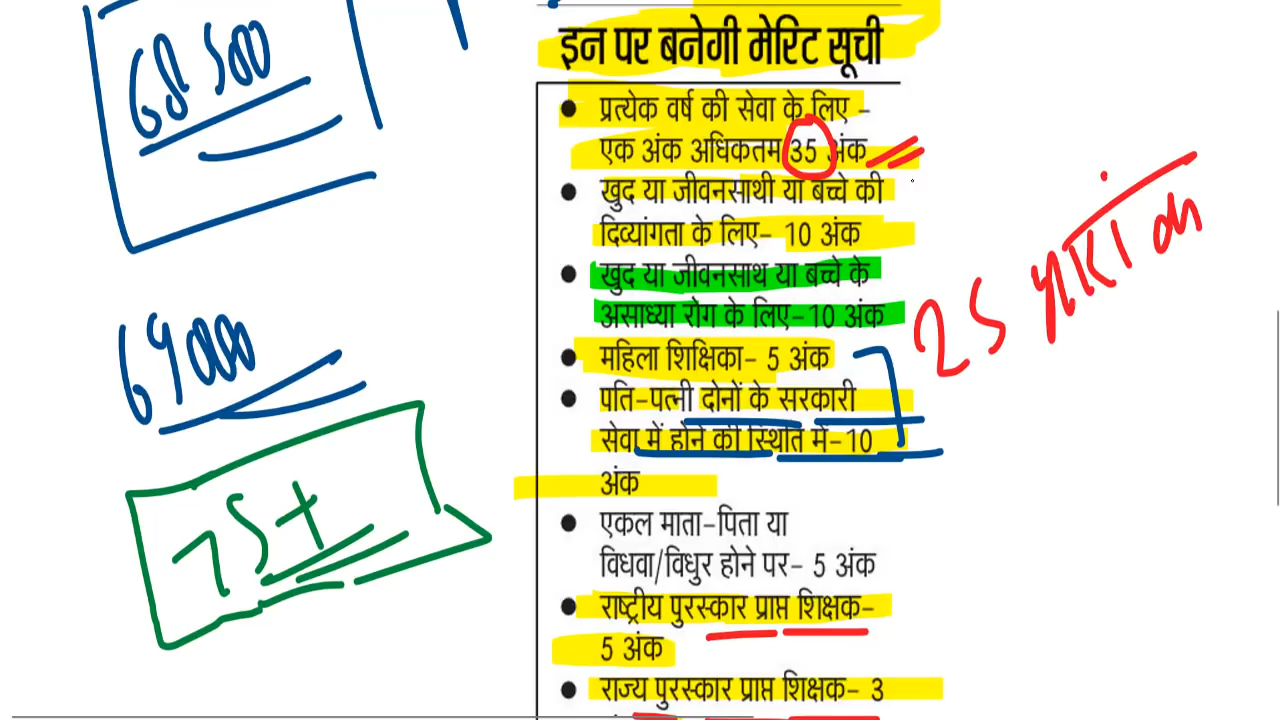 इन पर बनेगी मेरिट सूची
● प्रत्येक वर्ष की सेवा के लिए -
एक अंक अधिकतम 35 अंक
● खुद या जीवनसाथी या बच्चे की
दिव्यांगता के लिए- 10 अंक
● खुद या जीवनसाथ या बच्चे के
असाध्या रोग के लिए-10 अंक
● महिला शिक्षिका- 5 अंक
● पति-पत्नी दोनों के सरकारी
सेवा में होने की स्थिति में-10
अंक
● एकल माता-पिता या
विधवा/विधुर होने पर- 5 अंक
● राष्ट्रीय पुरस्कार प्राप्त शिक्षक-
5 अंक
● राज्य पुरस्कार प्राप्त शिक्षक- 3
68500
69000
75+
25 भारांक